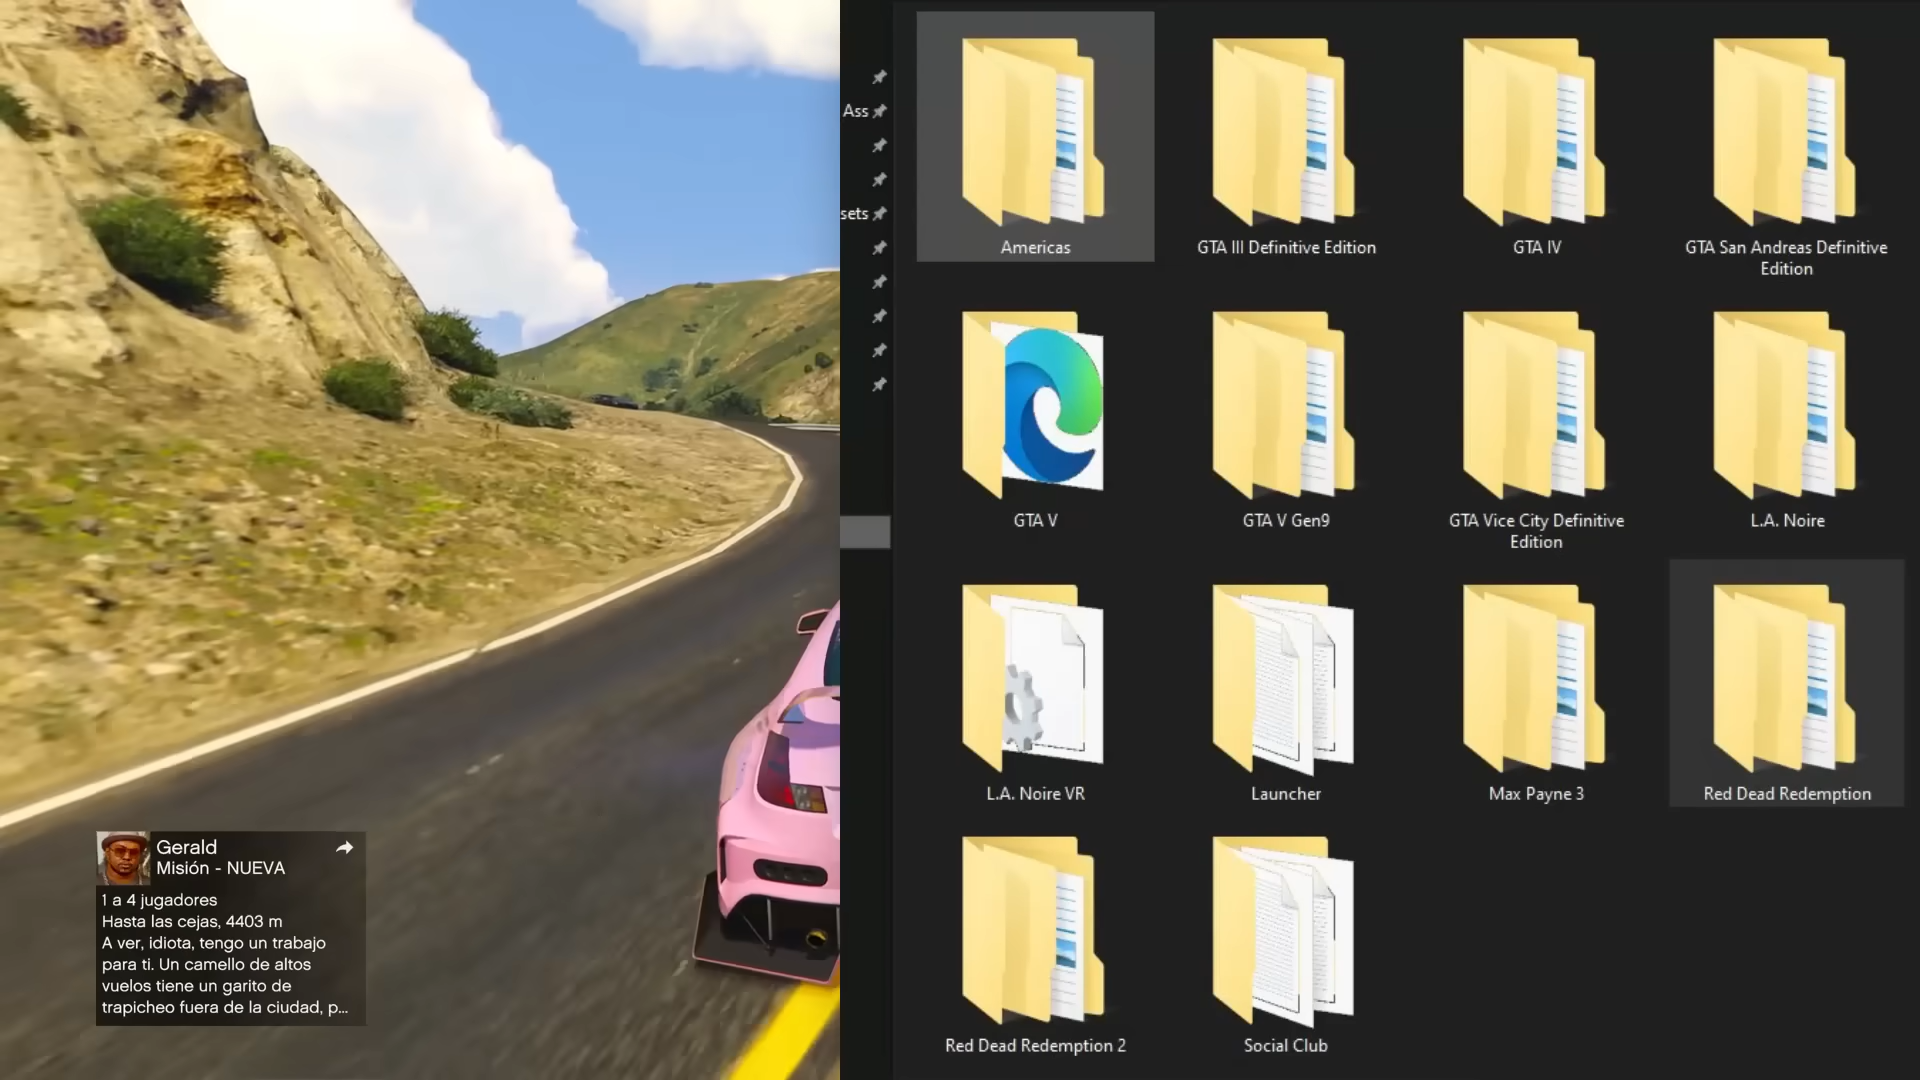 Gerald
Misión - NUEVA
1 a 4 jugadores
Hasta las cejas, 4403 m
A ver, idiota, tengo un trabajo
para ti. Un camello de altos
vuelos tiene un garito de
trapicheo fuera de la ciudad, p...
Ass
sets
Americas
GTA III Definitive Edition
GTA IV
GTA San Andreas Definitive
Edition
GTA V
GTA V Gen9
GTA Vice City Definitive
Edition
L.A. Noire
L.A. Noire VR
Launcher
Max Payne 3
Red Dead Redemption
Red Dead Redemption 2
Social Club